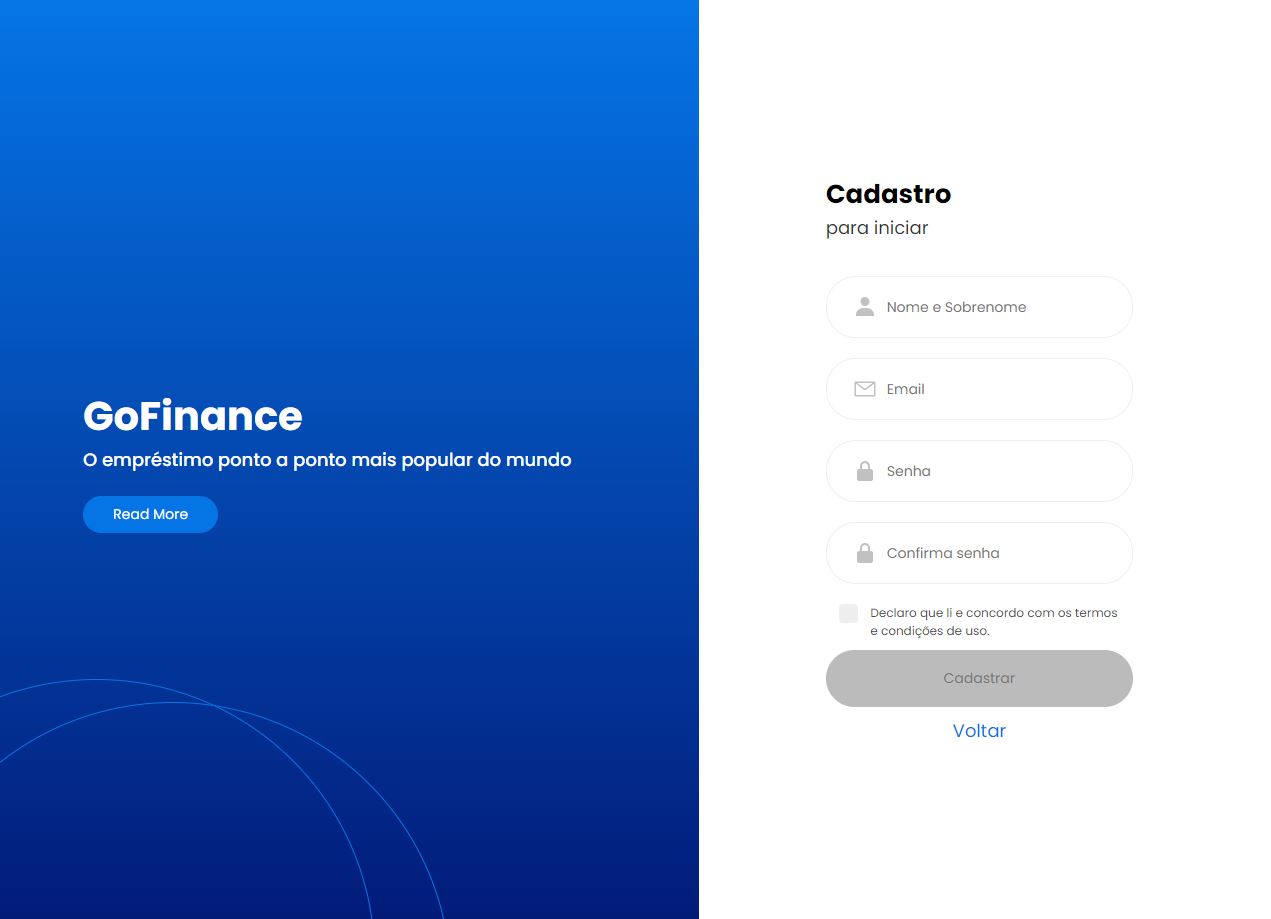 GoFinance
O empréstimo ponto a ponto mais popular do mundo
Read More
Cadastro
para iniciar
Nome e Sobrenome
Email
Senha
Confirma senha
Declaro que li e concordo com os termos
e condições de uso.
Cadastrar
Voltar